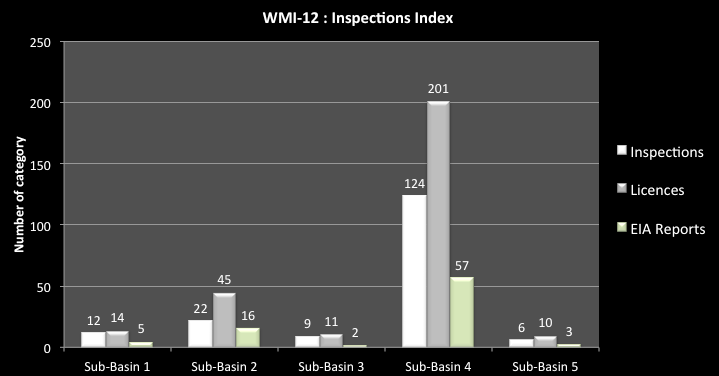 WMI-12 : Inspections Index
Number of category
250
200
150
100
50
0
12 14 5
22 45 16
9 11 2
124 201 57
6 10 3
Sub-Basin 1 Sub-Basin 2 Sub-Basin 3 Sub-Basin 4 Sub-Basin 5
Inspections
Licences
EIA Reports